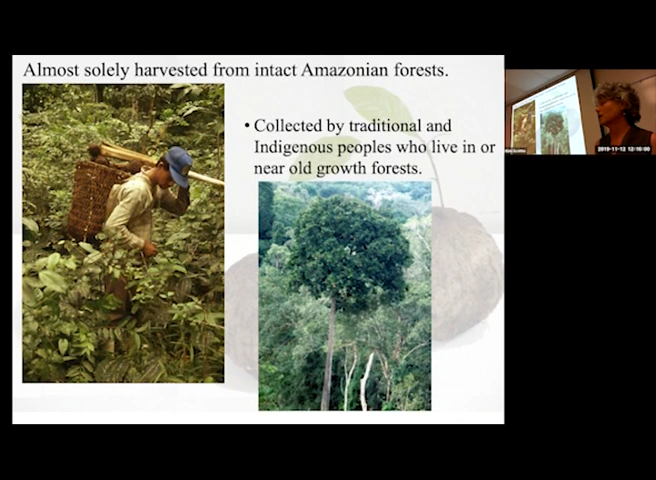 Almost solely harvested from intact Amazonian forests.
• Collected by traditional and
Indigenous peoples who live in or
near old growth forests.
2019-11-12 12:16:00